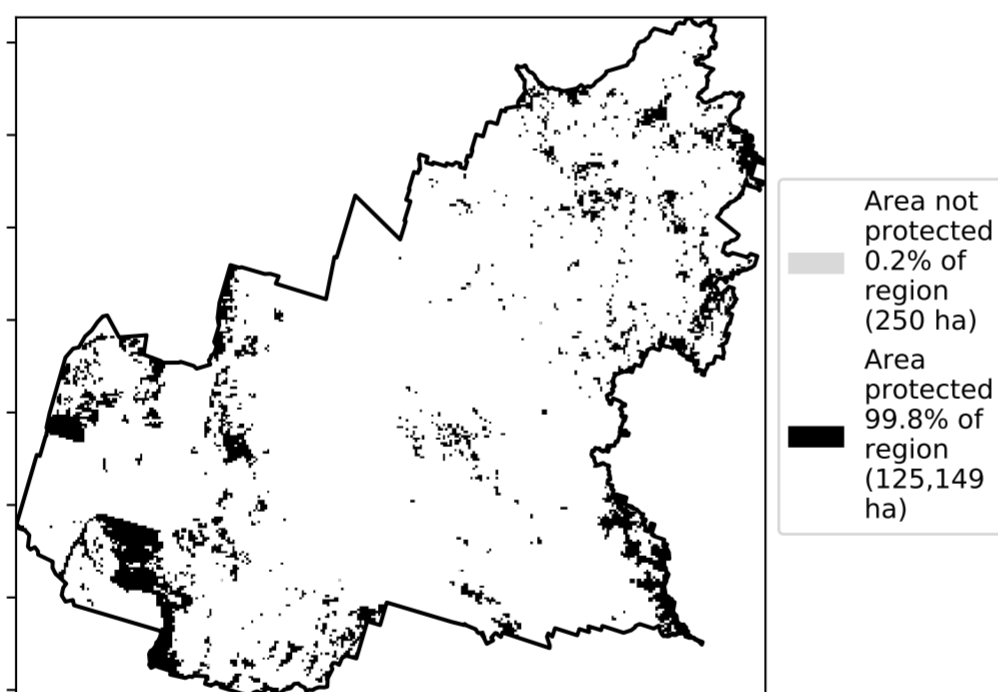 Area not
protected
0.2% of
region
(250 ha)
Area
protected
99.8% of
region
(125,149
ha)